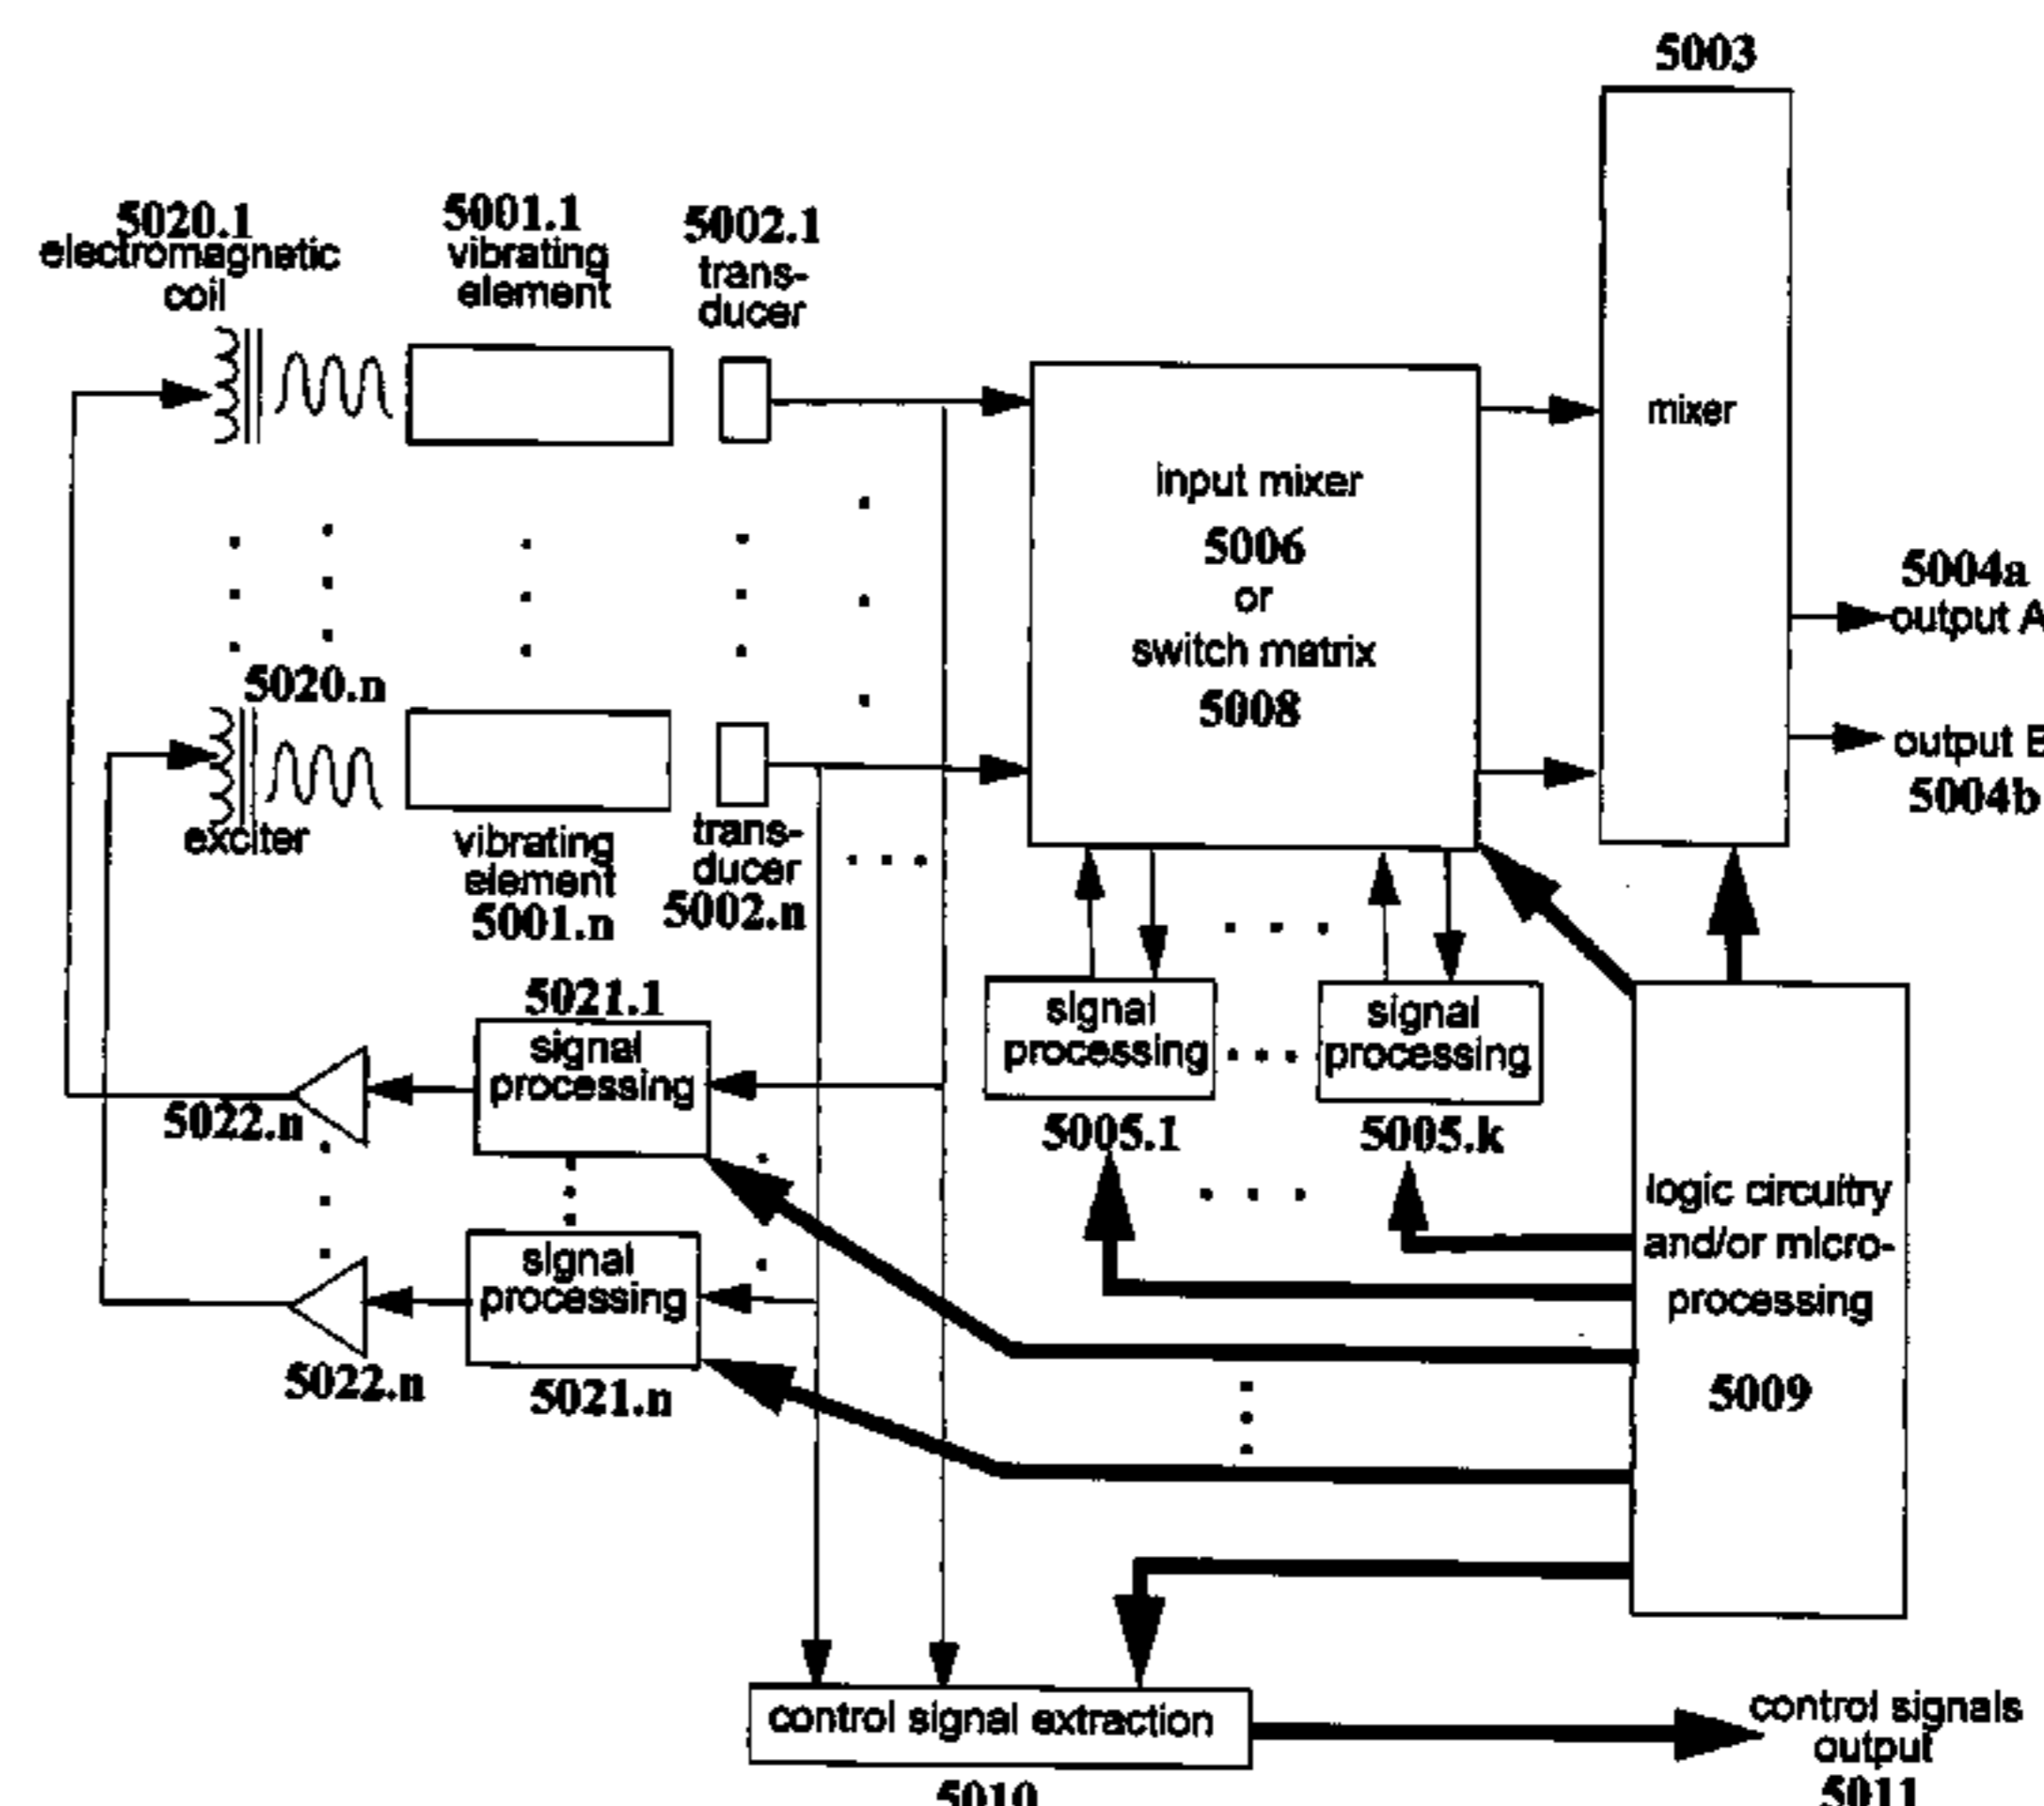 5003
5020.1
electromagnetic
coil
5001.1
vibrating
element
5002.1
trans-
ducer
mixer
input mixer
5006
or
switch matrix
5008
5004a
output A
output B
5004b
5020.n
exciter
vibrating
element
5001.n
trans-
ducer
5002.n
5021.1
signal
processing
5022.n
signal
processing
5005.1
signal
processing
5005.k
signal
processing
5021.n
5022.n
logic circuitry
and/or micro-
processing
5009
control signal extraction
5010
control signals
output
5011